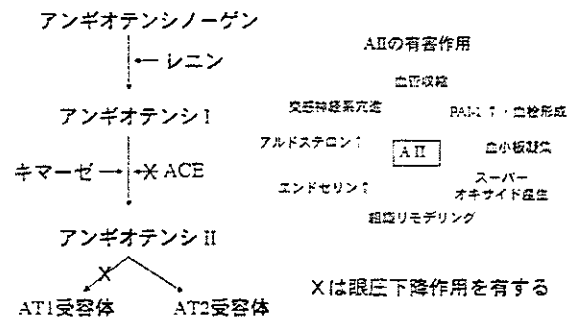 アンギオテンシノーゲン
レニン
アンギオテンシ I
キマーゼ
X ACE
アンギオテンシ II
X
AT1受容体
AT2受容体
AIIの有害作用
血管収縮
交感神経系亢進
PAI-1↑・血栓形成
アルドステロン↑
AII
血小板凝集
エンドセリン↑
スーパー
オキサイド産生
組織リモデリング
Xは眼圧下降作用を有する